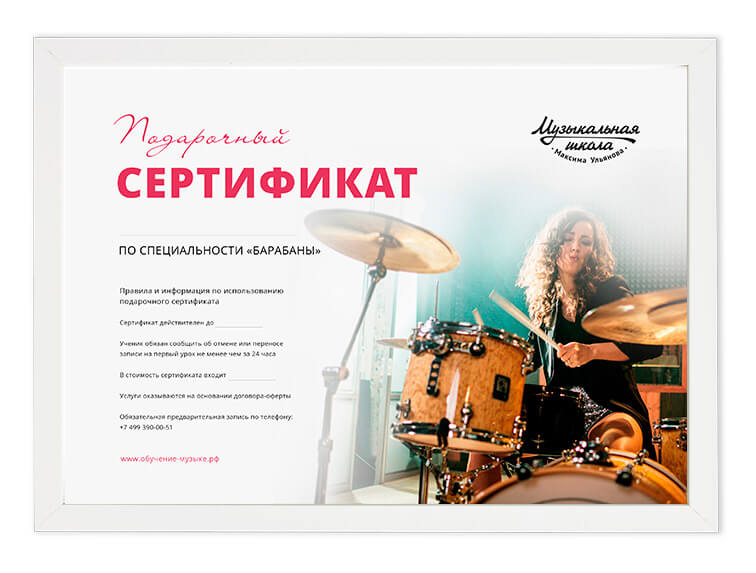 Подарочный
СЕРТИФИКАТ
Музыкальная
школа
• Максима Ульянова •
ПО СПЕЦИАЛЬНОСТИ «БАРАБАНЫ»
Правила и информация по использованию
подарочного сертификата
Сертификат действителен до
Ученик обязан сообщить об отмене или переносе
записи на первый урок не менее чем за 24 часа
В стоимость сертификата входит
Услуги оказываются на основании договора-оферты
Обязательная предварительная запись по телефону:
+7 499 390-00-51
www.обучение-музыке.рф